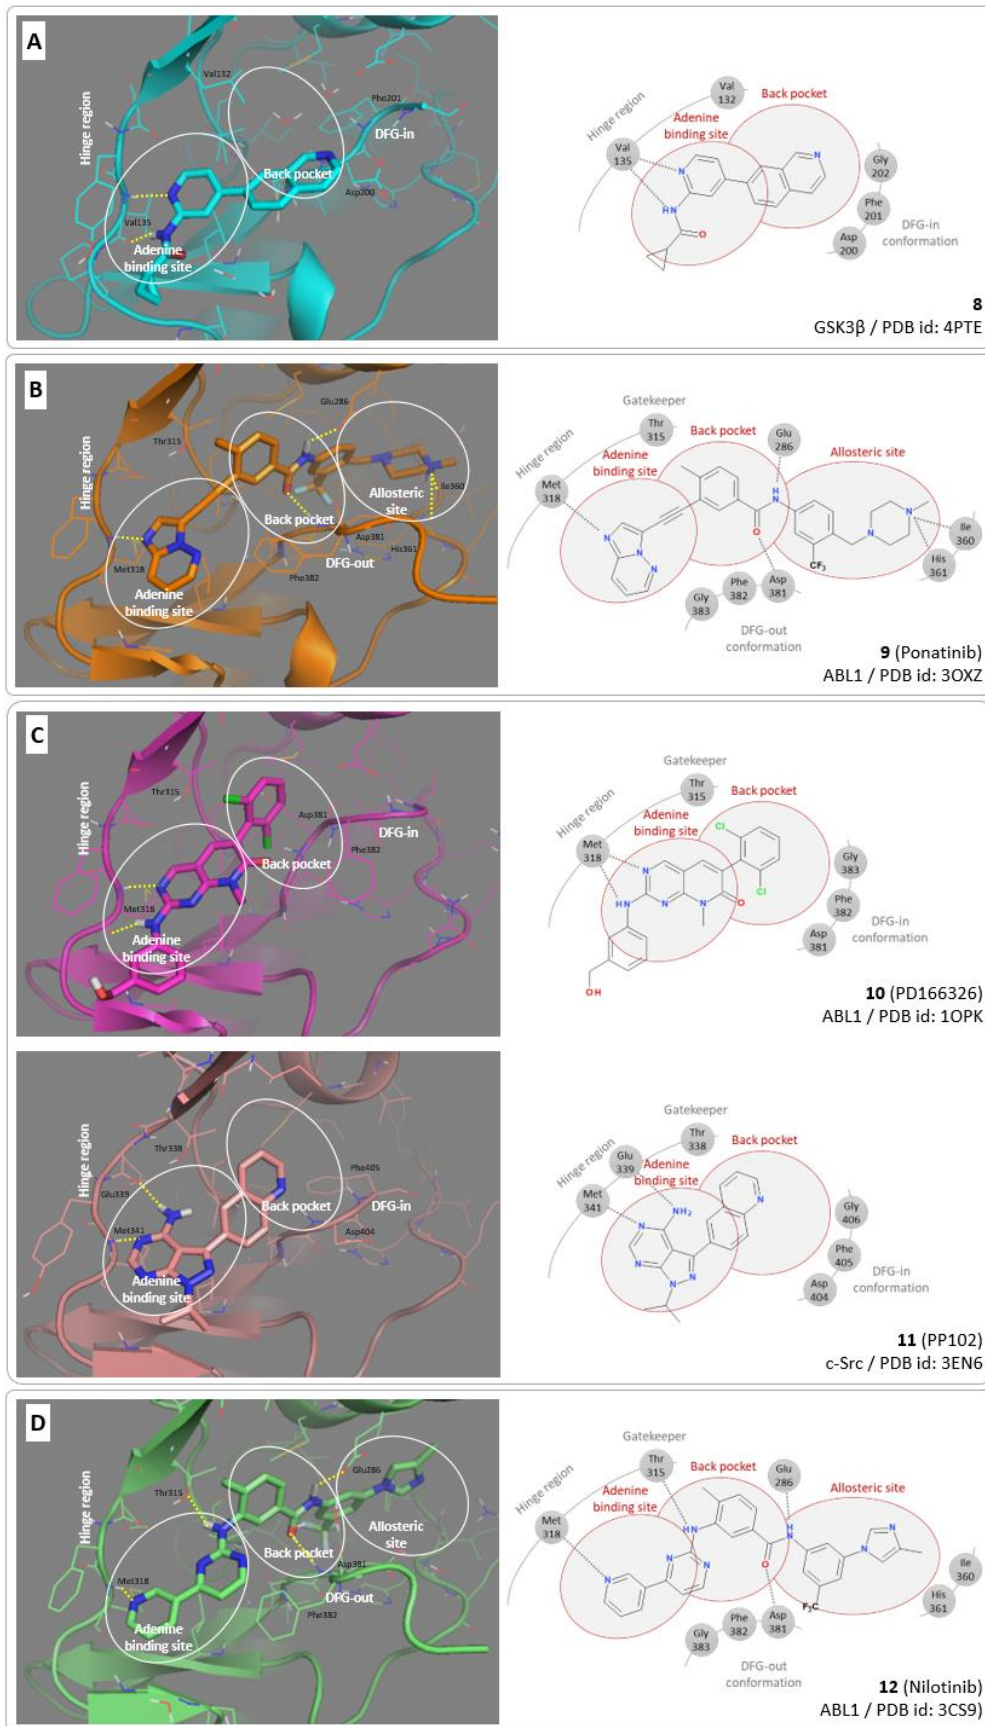 A
Hinge region
Val132
Phe201
DFG-in
Back pocket
Asp200
Val135
Adenine
binding site
Hinge region
Val
132
Back pocket
Adenine
binding site
Val
135
N
N
NH
O
Gly
202
Phe
201
Asp
200
DFG-in
conformation
8
GSK3β / PDB id: 4PTE
B
Hinge region
Thr315
Glu286
Ile360
Allosteric
site
Back pocket
Asp381
His361
DFG-out
Phe382
Met318
Adenine
binding site
Gatekeeper
Hinge region
Thr
315
Back pocket
Glu
286
Adenine
binding site
Allosteric site
Met
318
H
N
O
N
N
N
N
N
CF3
Ile
360
His
361
Gly
383
Phe
382
Asp
381
DFG-out
conformation
9 (Ponatinib)
ABL1 / PDB id: 3OXZ
C
Hinge region
Thr315
Asp381
DFG-in
Phe382
Back pocket
Met318
Adenine
binding site
Gatekeeper
Hinge region
Thr
315
Back pocket
Adenine
binding site
Met
318
Cl
Cl
N
HN
N
N
O
OH
Gly
383
Phe
382
Asp
381
DFG-in
conformation
10 (PD166326)
ABL1 / PDB id: 1OPK
Hinge region
Thr338
Glu339
Phe405
Back pocket
DFG-in
Met341
Asp404
Adenine
binding site
Gatekeeper
Hinge region
Thr
338
Back pocket
Glu
339
Adenine
binding site
Met
341
NH2
N
N
N
N
N
Gly
406
Phe
405
Asp
404
DFG-in
conformation
11 (PP102)
c-Src / PDB id: 3EN6
D
Hinge region
Thr315
Glu286
Allosteric
site
Back pocket
Asp381
DFG-out
Phe382
Met318
Adenine
binding site
Gatekeeper
Hinge region
Thr
315
Back pocket
Glu
286
Adenine
binding site
Allosteric site
Met
318
HN
H
N
O
N
N
N
N
N
F3C
Ile
360
His
361
Gly
383
Phe
382
Asp
381
DFG-out
conformation
12 (Nilotinib)
ABL1 / PDB id: 3CS9)